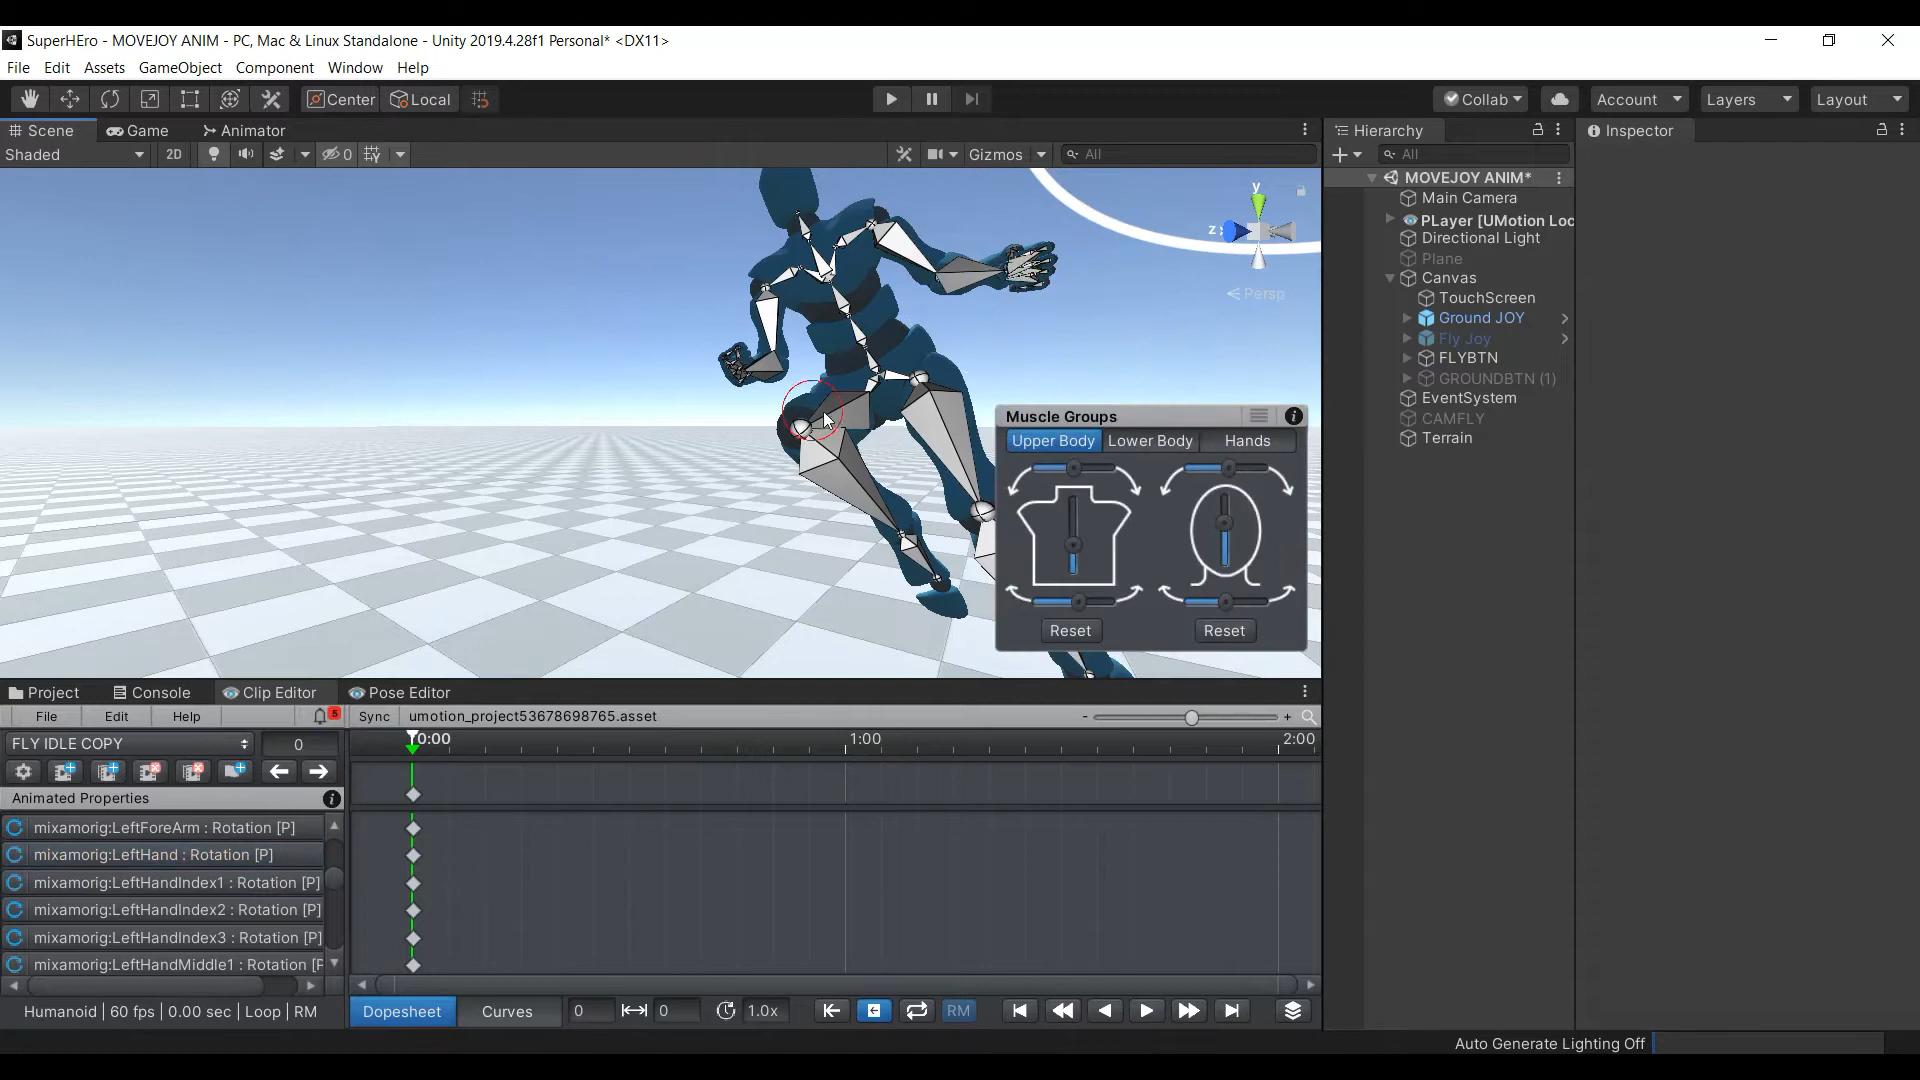 SuperHEro - MOVEJOY ANIM - PC, Mac & Linux Standalone - Unity 2019.4.28f1 Personal* <DX11>
File Edit Assets GameObject Component Window Help
Center Local Collab Account Layers Layout
Scene Game Animator
Shaded 2D 0 Gizmos All
y
z
Persp
Muscle Groups
Upper Body Lower Body Hands
Reset Reset
Hierarchy
All
MOVEJOY ANIM*
Main Camera
PLayer [UMotion Loc
Directional Light
Plane
Canvas
TouchScreen
Ground JOY
Fly Joy
FLYBTN
GROUNDBTN (1)
EventSystem
CAMFLY
Terrain
Inspector
Project Console Clip Editor Pose Editor
File Edit Help 5 Sync umotion_project53678698765.asset - +
FLY IDLE COPY 0
0:00 1:00 2:00
Animated Properties
mixamorig:LeftForeArm : Rotation [P]
mixamorig:LeftHand : Rotation [P]
mixamorig:LeftHandIndex1 : Rotation [P]
mixamorig:LeftHandIndex2 : Rotation [P]
mixamorig:LeftHandIndex3 : Rotation [P]
mixamorig:LeftHandMiddle1 : Rotation [P
Humanoid | 60 fps | 0.00 sec | Loop | RM
Dopesheet Curves 0 0 1.0x RM
Auto Generate Lighting Off